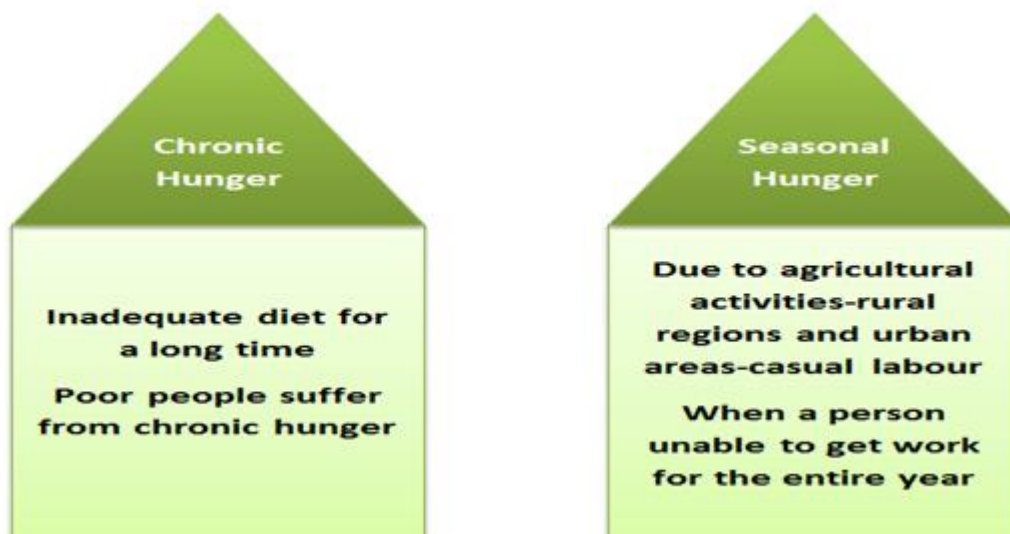 Chronic
Hunger
Inadequate diet for
a long time
Poor people suffer
from chronic hunger
Seasonal
Hunger
Due to agricultural
activities-rural
regions and urban
areas-casual labour
When a person
unable to get work
for the entire year